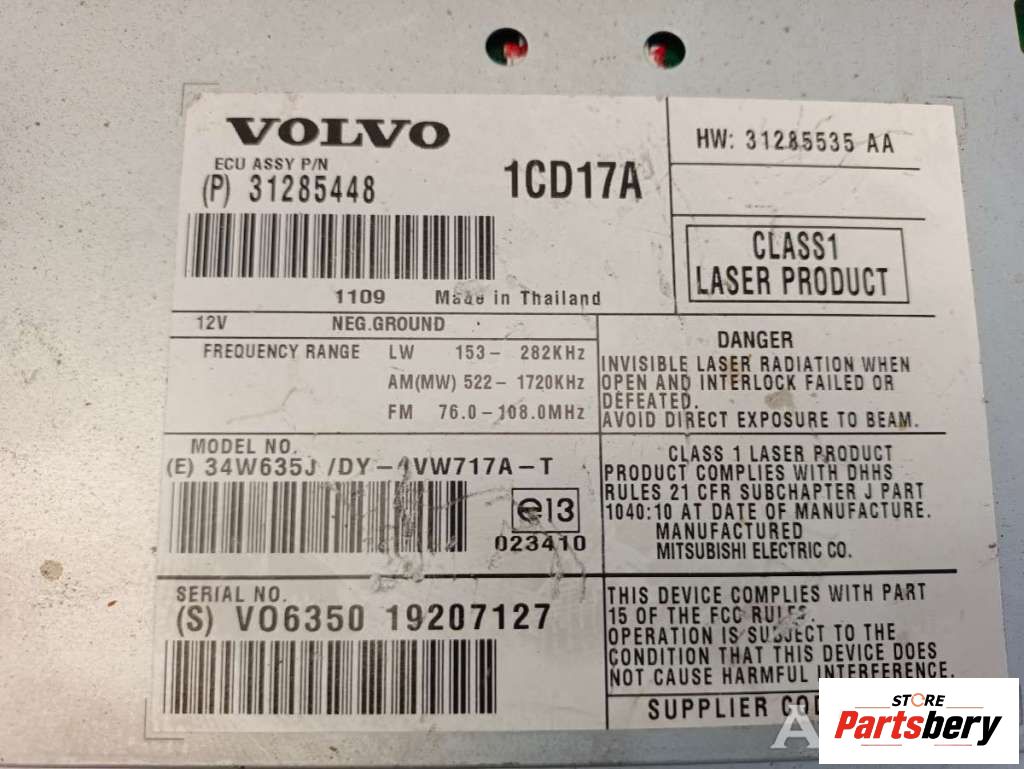 VOLVO
ECU ASSY P/N
(P) 31285448
1CD17A
1109 Made in Thailand
HW: 31285535 AA
CLASS1
LASER PRODUCT
12V NEG.GROUND
FREQUENCY RANGE LW 153- 282KHz
AM(MW) 522- 1720KHz
FM 76.0-108.0MHz
DANGER
INVISIBLE LASER RADIATION WHEN
OPEN AND INTERLOCK FAILED OR
DEFEATED.
AVOID DIRECT EXPOSURE TO BEAM.
MODEL NO.
(E) 34W635J /DY-1VW717A-T
e13
023410
CLASS 1 LASER PRODUCT
PRODUCT COMPLIES WITH DHHS
RULES 21 CFR SUBCHAPTER J PART
1040:10 AT DATE OF MANUFACTURE.
MANUFACTURED
MITSUBISHI ELECTRIC CO.
SERIAL NO.
(S) VO6350 19207127
THIS DEVICE COMPLIES WITH PART
15 OF THE FCC RULES.
OPERATION IS SUBJECT TO THE
CONDITION THAT THIS DEVICE DOES
NOT CAUSE HARMFUL INTERFERENCE.
SUPPLIER
STORE
Partsbery